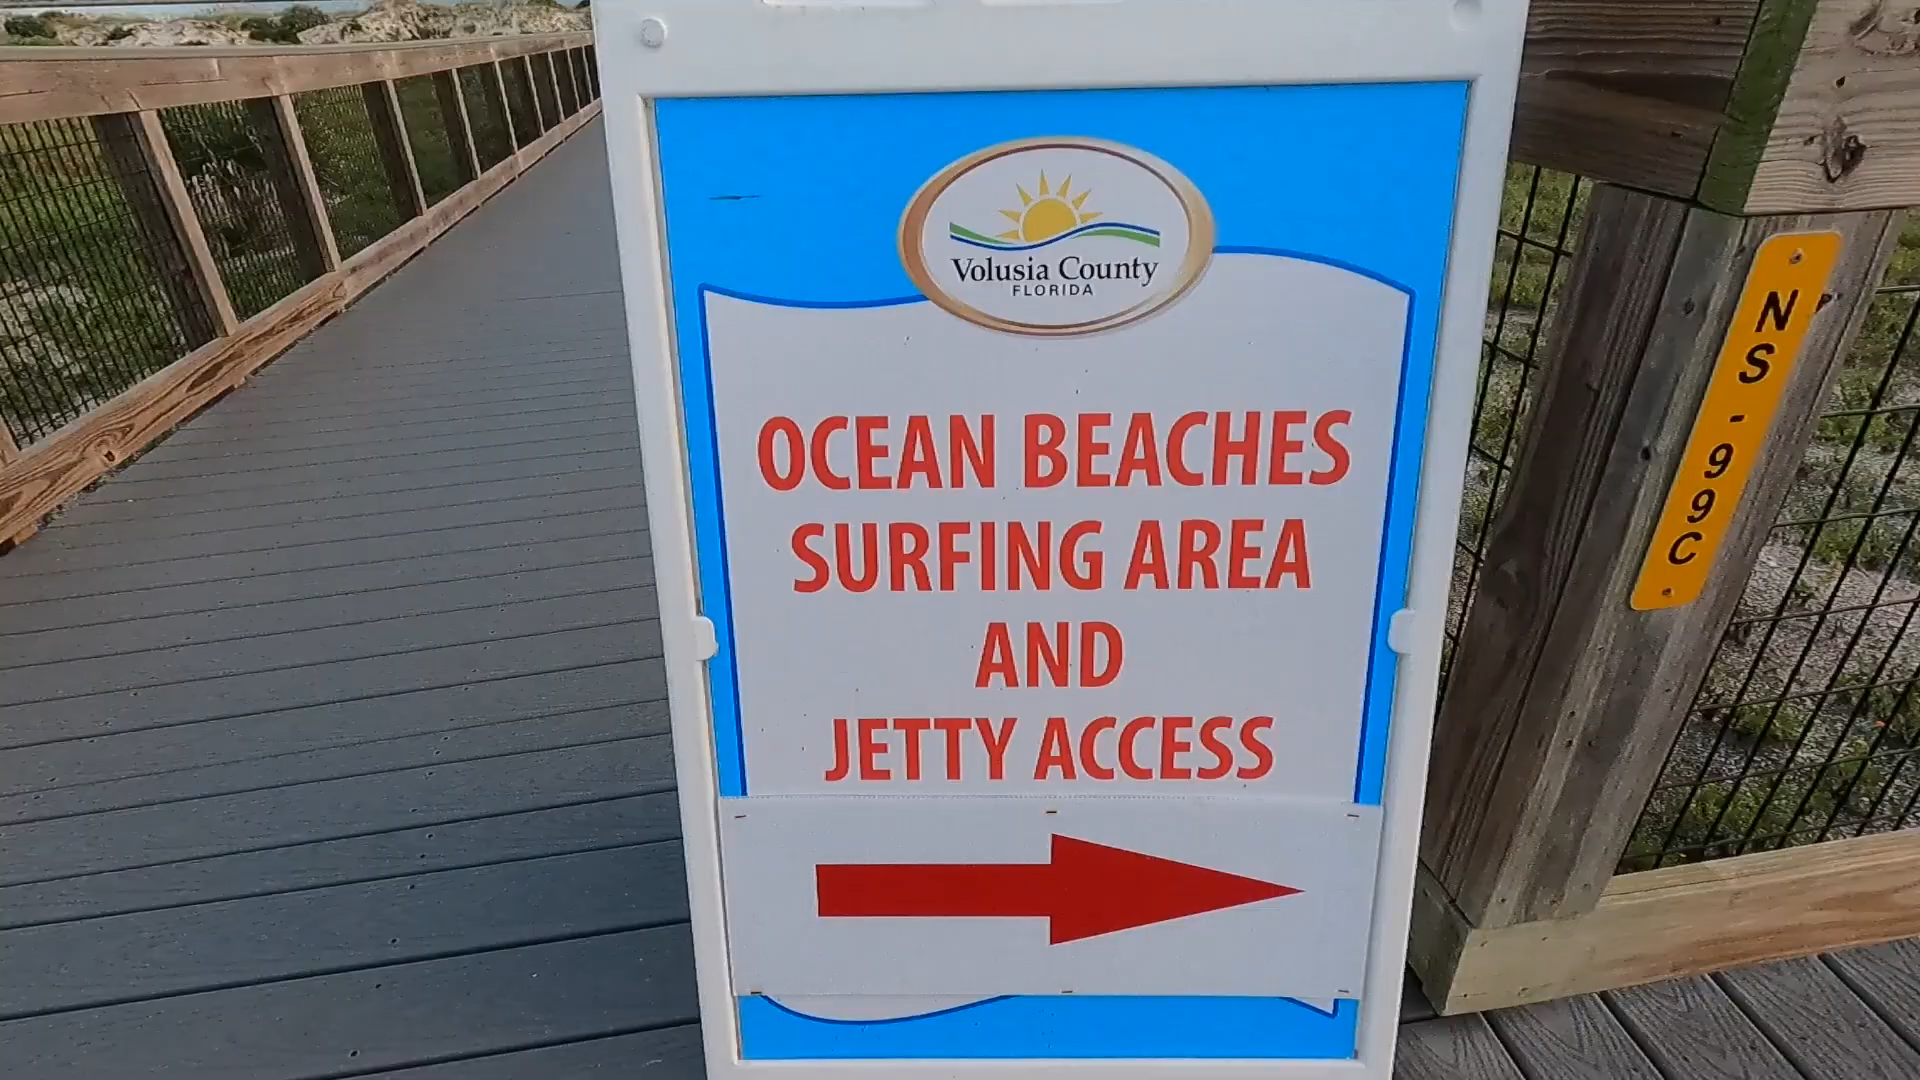 Volusia County
FLORIDA
OCEAN BEACHES
SURFING AREA
AND
JETTY ACCESS
NS-99C